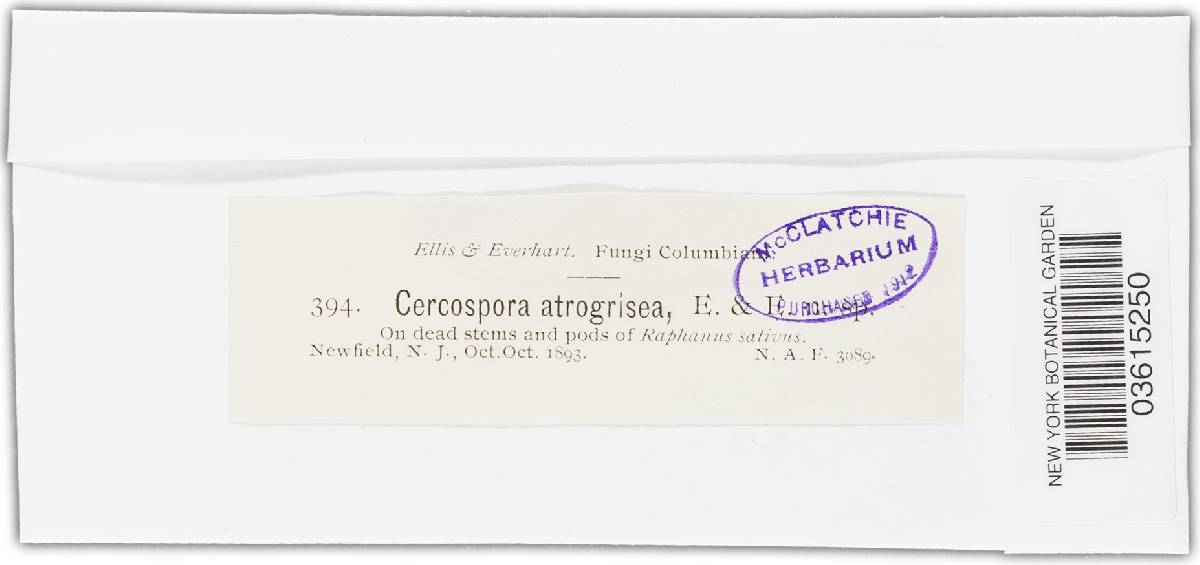 Ellis & Everhart. Fungi Columbiani.
394. Cercospora atrogrisea, E. & E. n. sp.
On dead stems and pods of Raphanus sativus.
Newfield, N. J., Oct.Oct. 1893. N. A. F. 3089.
McCLATCHIE
HERBARIUM
PURCHASED 1912
NEW YORK BOTANICAL GARDEN
03615250